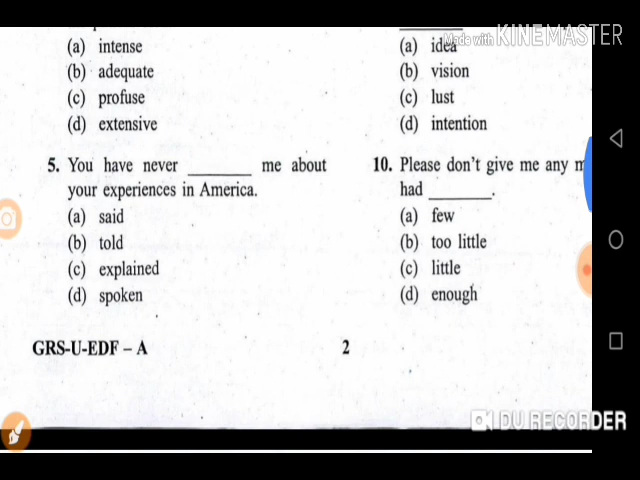 Made with KINEMASTER
(a) intense
(b) adequate
(c) profuse
(d) extensive
5. You have never ______ me about
your experiences in America.
(a) said
(b) told
(c) explained
(d) spoken
(a) idea
(b) vision
(c) lust
(d) intention
10. Please don't give me any
had ______.
(a) few
(b) too little
(c) little
(d) enough
GRS-U-EDF – A
2
DU RECORDER